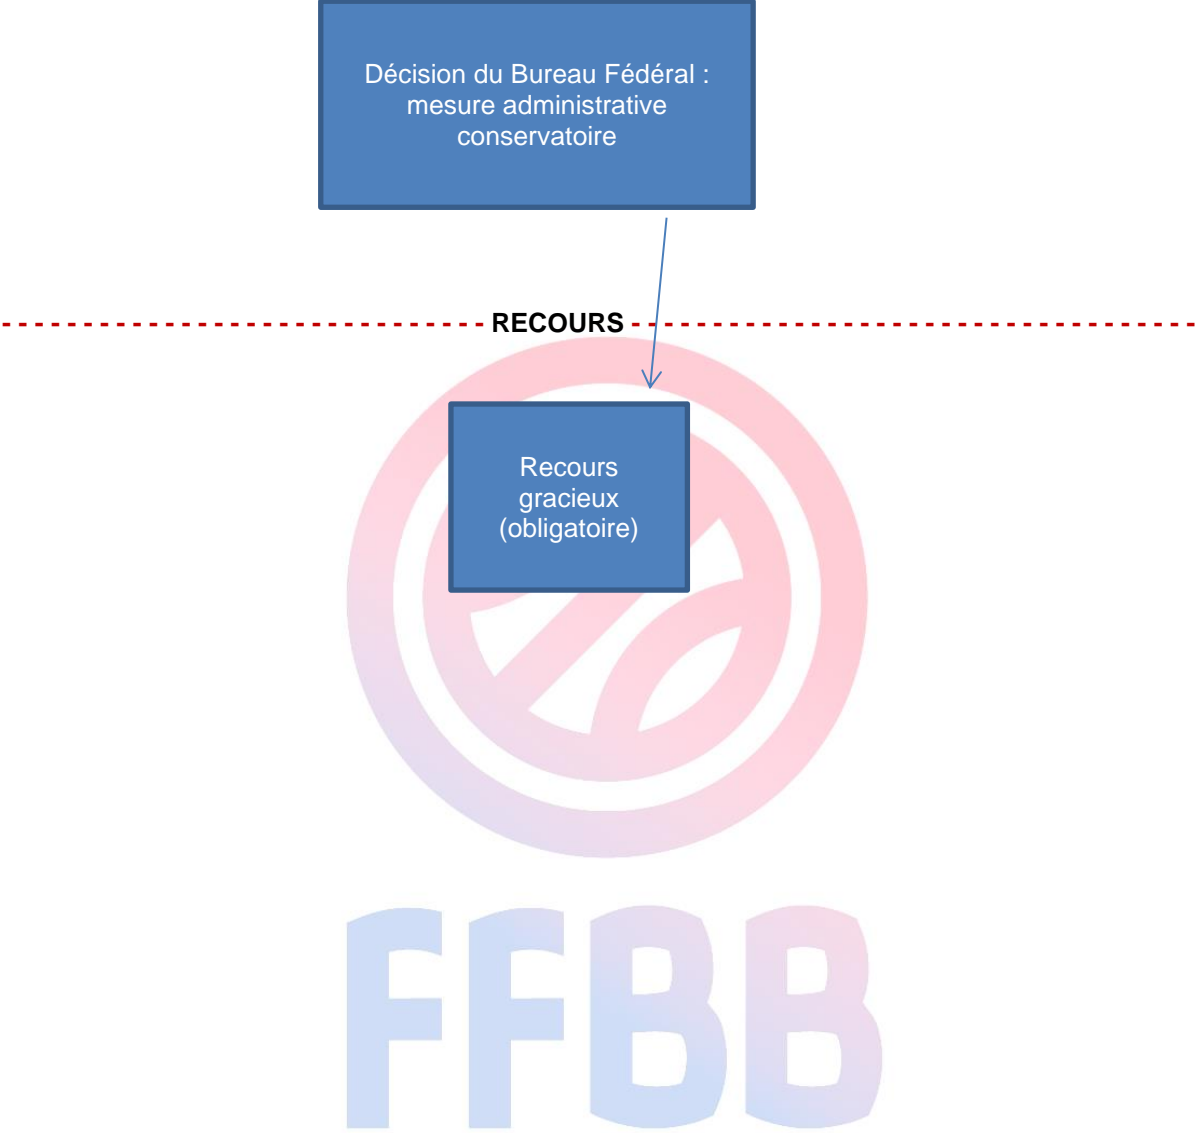 Décision du Bureau Fédéral :
mesure administrative
conservatoire
RECOURS
Recours
gracieux
(obligatoire)
FFBB